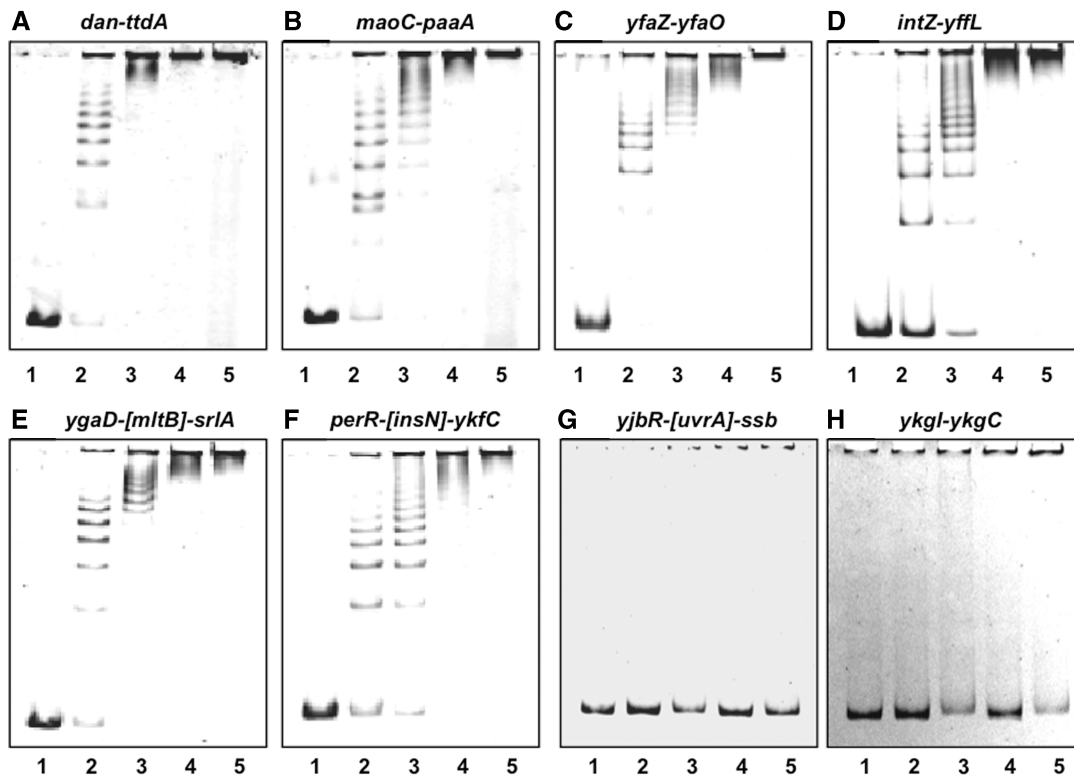 A dan-ttdA
B maoC-paaA
C yfaZ-yfaO
D intZ-yffL
1 2 3 4 5
1 2 3 4 5
1 2 3 4 5
1 2 3 4 5
E ygaD-[mltB]-srlA
F perR-[insN]-ykfC
G yjbR-[uvrA]-ssb
H ykgI-ykgC
1 2 3 4 5
1 2 3 4 5
1 2 3 4 5
1 2 3 4 5